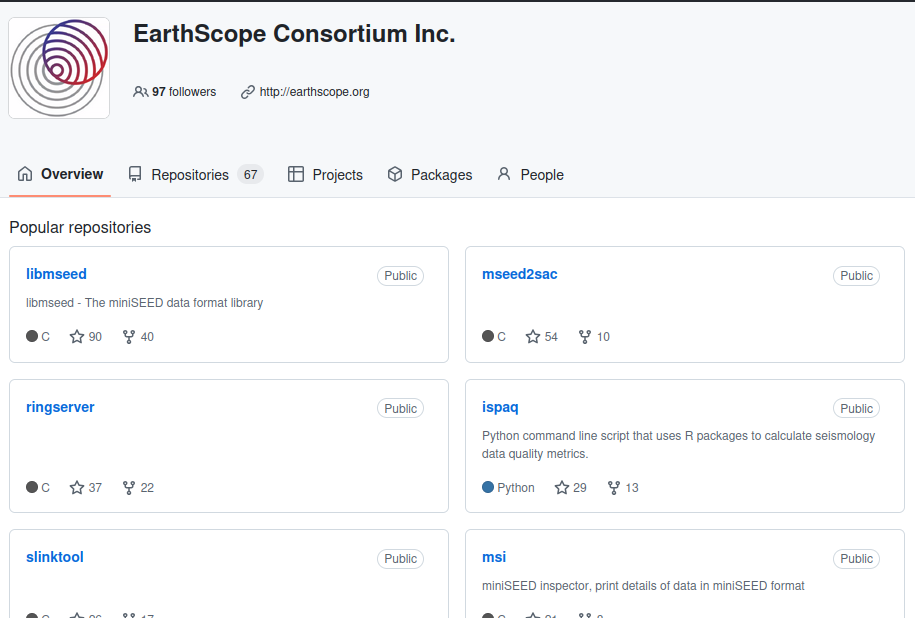 EarthScope Consortium Inc.
97 followers http://earthscope.org
Overview Repositories 67 Projects Packages People
Popular repositories
libmseed Public
libmseed - The miniSEED data format library
C 90 40
mseed2sac Public
C 54 10
ringserver Public
C 37 22
ispaq Public
Python command line script that uses R packages to calculate seismology
data quality metrics.
Python 29 13
slinktool Public
msi Public
miniSEED inspector, print details of data in miniSEED format